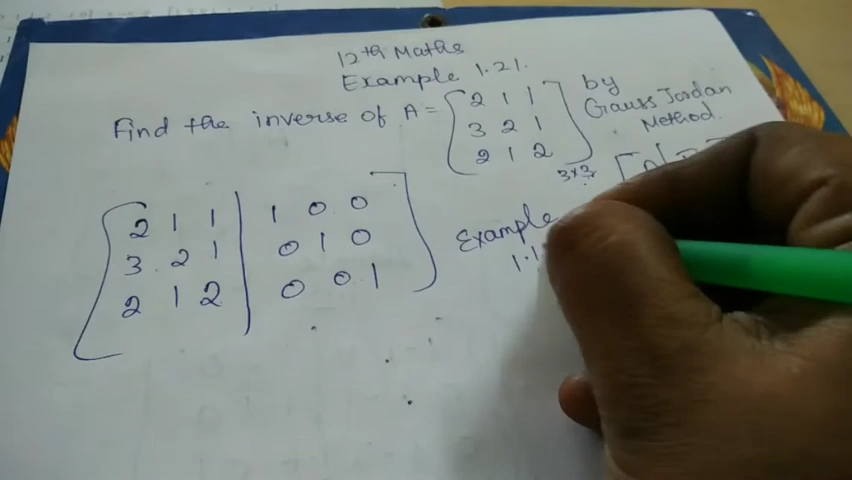 12th Maths
Example 1.21.
Find the inverse of A = [2 1 1 by
3 2 1 Gauss Jordan
2 1 2] Method.
3×3
[A|
[2 1 1 | 1 0 0
3 2 1 | 0 1 0
2 1 2 | 0 0 1]
Example
1.1